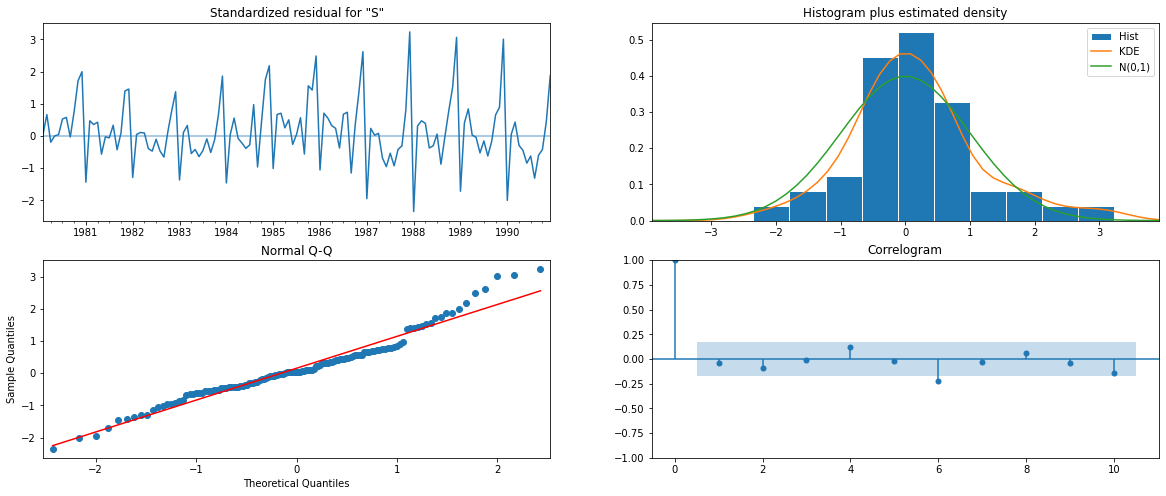 Standardized residual for "S"
3
2
1
0
−1
−2
1981 1982 1983 1984 1985 1986 1987 1988 1989 1990
Histogram plus estimated density
0.5
0.4
0.3
0.2
0.1
0.0
Hist
KDE
N(0,1)
−3 −2 −1 0 1 2 3
Normal Q-Q
Sample Quantiles
3
2
1
0
−1
−2
−2 −1 0 1 2
Theoretical Quantiles
Correlogram
1.00
0.75
0.50
0.25
0.00
−0.25
−0.50
−0.75
−1.00
0 2 4 6 8 10